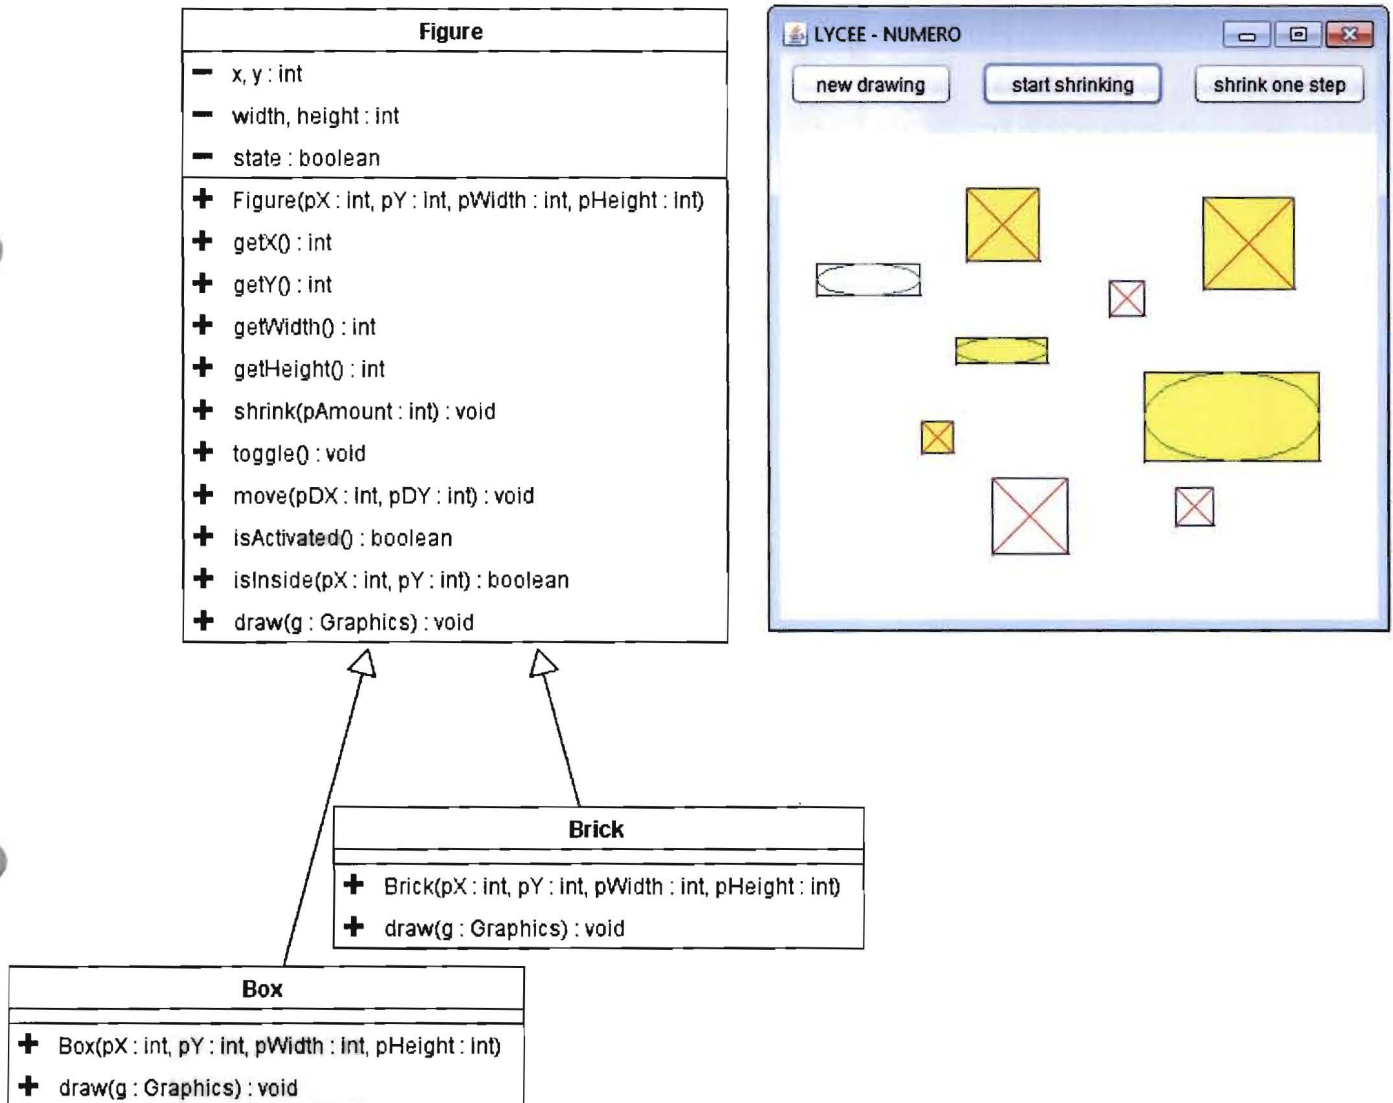 Figure
x, y : int
width, height : int
state : boolean
Figure(pX : int, pY : int, pWidth : int, pHeight : int)
getX() : int
getY() : int
getWidth() : int
getHeight() : int
shrink(pAmount : int) : void
toggle() : void
move(pDX : int, pDY : int) : void
isActivated() : boolean
isInside(pX : int, pY : int) : boolean
draw(g : Graphics) : void
LYCEE - NUMERO
new drawing
start shrinking
shrink one step
Brick
Brick(pX : int, pY : int, pWidth : int, pHeight : int)
draw(g : Graphics) : void
Box
Box(pX : int, pY : int, pWidth : int, pHeight : int)
draw(g : Graphics) : void